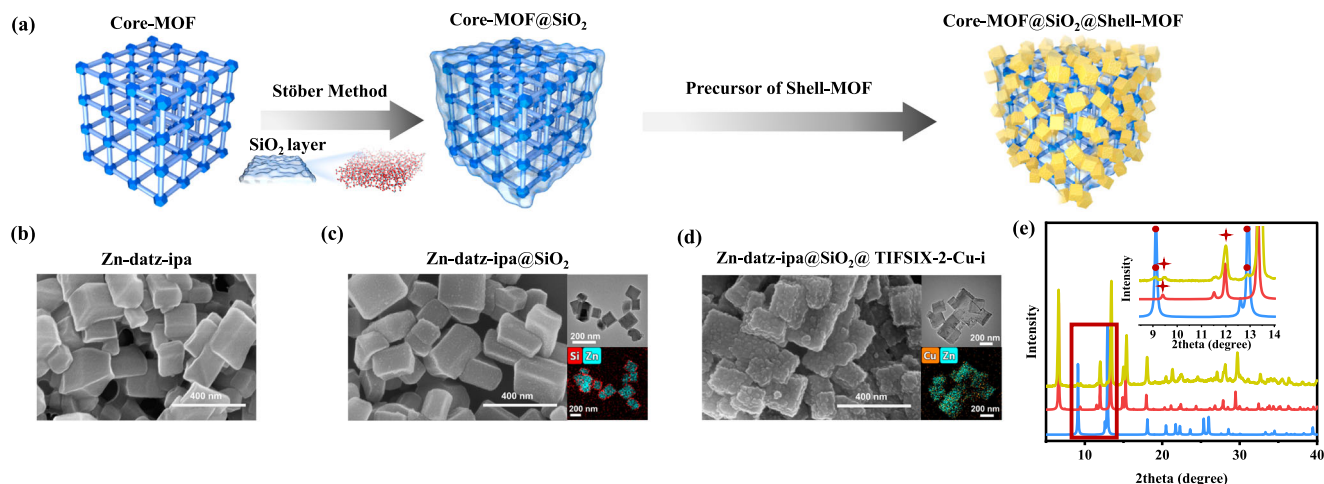 (a)
Core-MOF
Core-MOF@SiO₂
Core-MOF@SiO₂@Shell-MOF
Stöber Method
SiO₂ layer
Precursor of Shell-MOF
(b)
Zn-datz-ipa
400 nm
(c)
Zn-datz-ipa@SiO₂
400 nm
200 nm
Si Zn
200 nm
(d)
Zn-datz-ipa@SiO₂@ TIFSIX-2-Cu-i
400 nm
200 nm
Cu Zn
200 nm
(e)
Intensity
Intensity
9 10 11 12 13 14
2theta (degree)
10 20 30 40
2theta (degree)